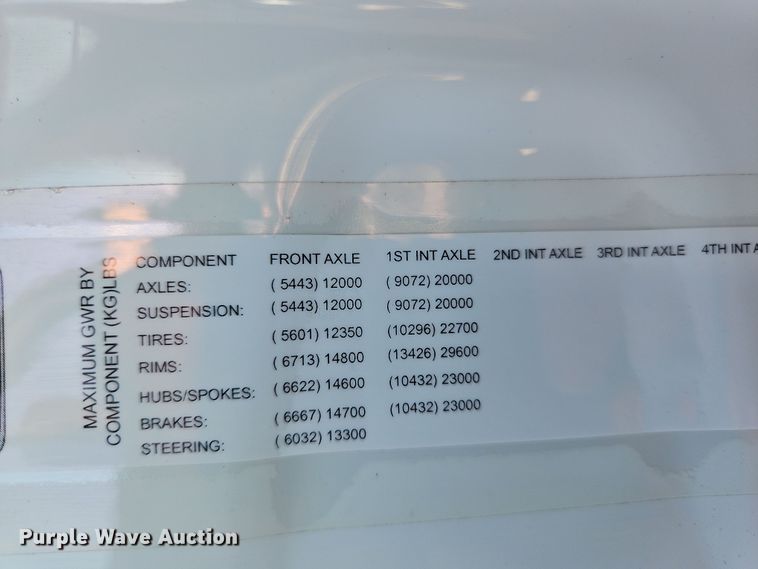 MAXIMUM GWR BY
COMPONENT (KG)LBS
COMPONENT FRONT AXLE 1ST INT AXLE 2ND INT AXLE 3RD INT AXLE 4TH INT A
AXLES: ( 5443) 12000 ( 9072) 20000
SUSPENSION: ( 5443) 12000 ( 9072) 20000
TIRES: ( 5601) 12350 (10296) 22700
RIMS: ( 6713) 14800 (13426) 29600
HUBS/SPOKES: ( 6622) 14600 (10432) 23000
BRAKES: ( 6667) 14700 (10432) 23000
STEERING: ( 6032) 13300
Purple Wave Auction